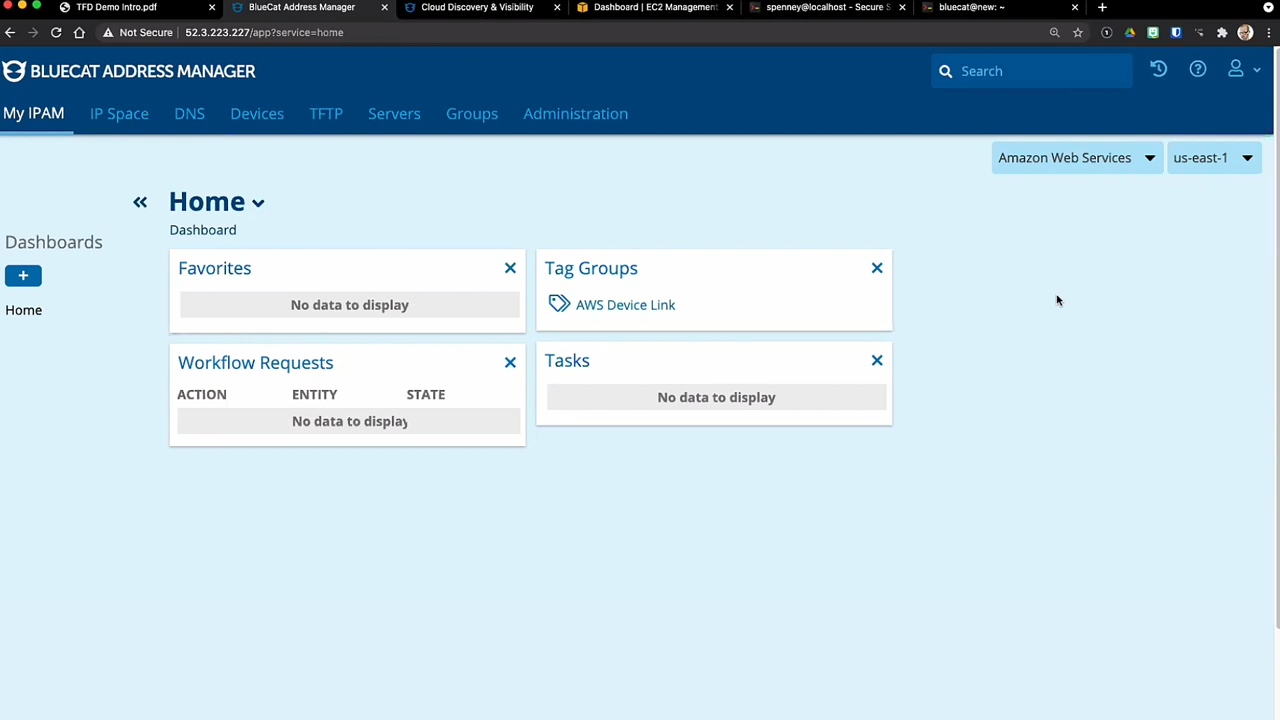 TFD Demo Intro.pdf
BlueCat Address Manager
Cloud Discovery & Visibility
Dashboard | EC2 Management
spenney@localhost - Secure S
bluecat@new: ~
Not Secure
52.3.223.227/app?service=home
BLUECAT ADDRESS MANAGER
Search
My IPAM
IP Space
DNS
Devices
TFTP
Servers
Groups
Administration
Amazon Web Services
us-east-1
Home
Dashboard
Dashboards
+
Home
Favorites
No data to display
Tag Groups
AWS Device Link
Workflow Requests
ACTION ENTITY STATE
No data to display
Tasks
No data to display